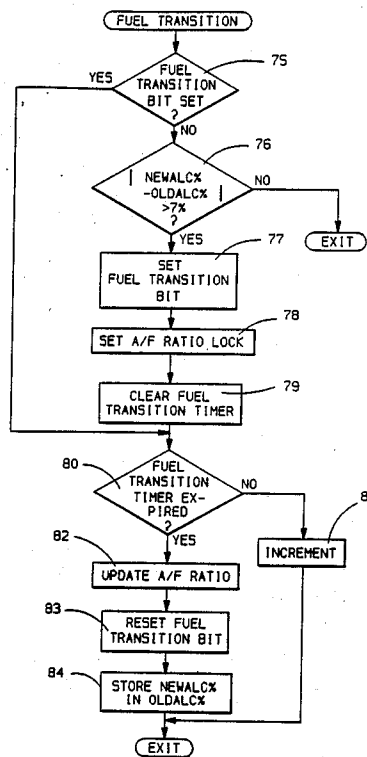 FUEL TRANSITION
75
YES
FUEL
TRANSITION
BIT SET
?
NO
76
| NEWALC% |
-OLDALC%
>7%
?
NO
EXIT
YES
77
SET
FUEL TRANSITION
BIT
78
SET A/F RATIO LOCK
79
CLEAR FUEL
TRANSITION TIMER
80
FUEL
TRANSITION
TIMER EX-
PIRED
?
NO
8
INCREMENT
YES
82
UPDATE A/F RATIO
83
RESET FUEL
TRANSITION BIT
84
STORE NEWALC%
IN OLDALC%
EXIT